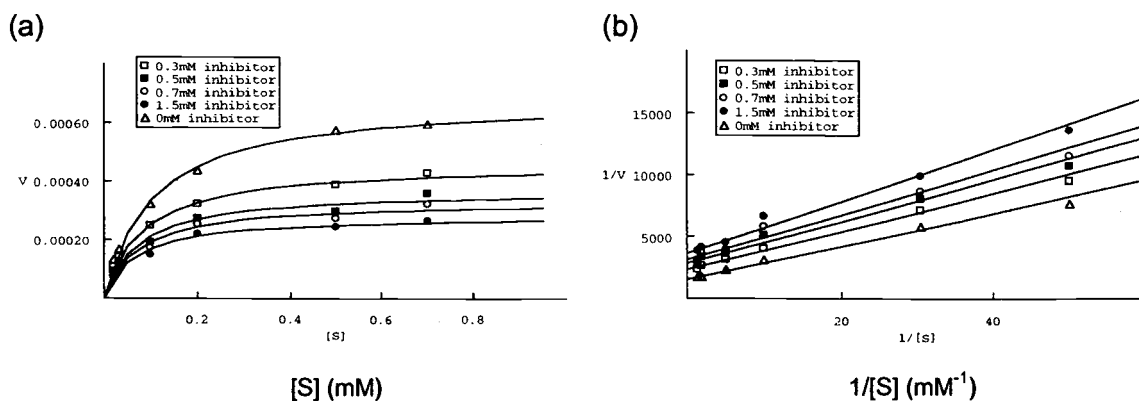 (a)
0.3mM inhibitor
0.5mM inhibitor
0.7mM inhibitor
1.5mM inhibitor
0mM inhibitor
0.00060
V 0.00040
0.00020
0.2 0.4 0.6 0.8
[S]
[S] (mM)
(b)
0.3mM inhibitor
0.5mM inhibitor
0.7mM inhibitor
1.5mM inhibitor
0mM inhibitor
15000
1/V 10000
5000
20 40
1/[S]
1/[S] (mM⁻¹)